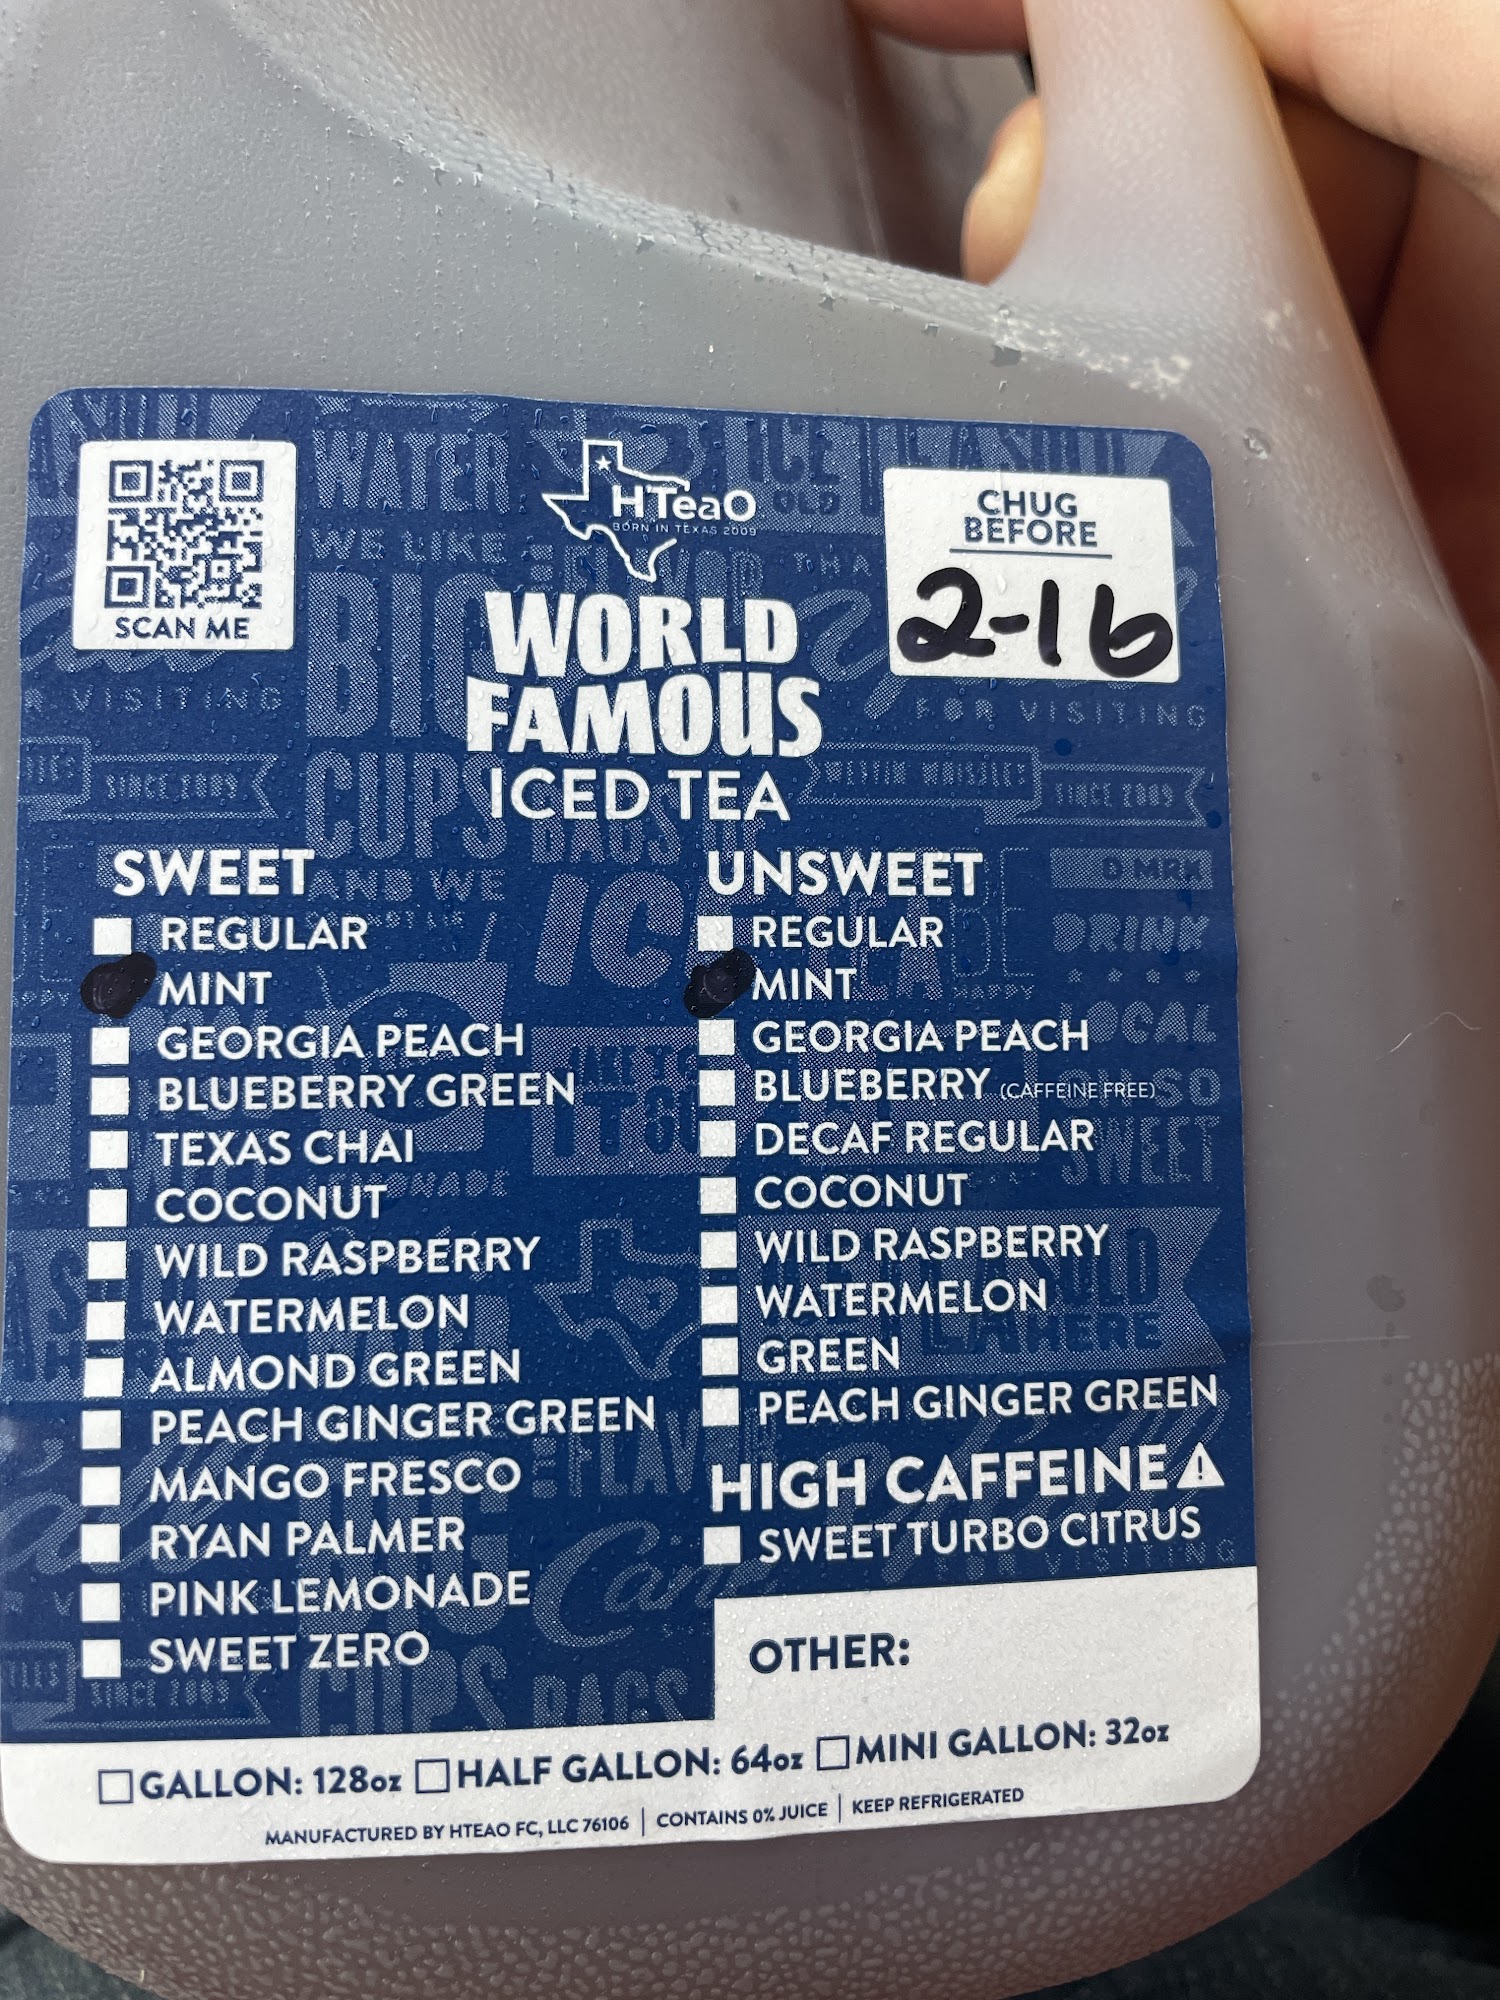 SCAN ME
HTeaO
BORN IN TEXAS 2009
WORLD
FAMOUS
ICED TEA
CHUG
BEFORE
2-16
SWEET
REGULAR
MINT
GEORGIA PEACH
BLUEBERRY GREEN
TEXAS CHAI
COCONUT
WILD RASPBERRY
WATERMELON
ALMOND GREEN
PEACH GINGER GREEN
MANGO FRESCO
RYAN PALMER
PINK LEMONADE
SWEET ZERO
UNSWEET
REGULAR
MINT
GEORGIA PEACH
BLUEBERRY (CAFFEINE FREE)
DECAF REGULAR
COCONUT
WILD RASPBERRY
WATERMELON
GREEN
PEACH GINGER GREEN
HIGH CAFFEINE
SWEET TURBO CITRUS
OTHER:
GALLON: 128oz HALF GALLON: 64oz MINI GALLON: 32oz
MANUFACTURED BY HTEAO FC, LLC 76106 | CONTAINS 0% JUICE | KEEP REFRIGERATED